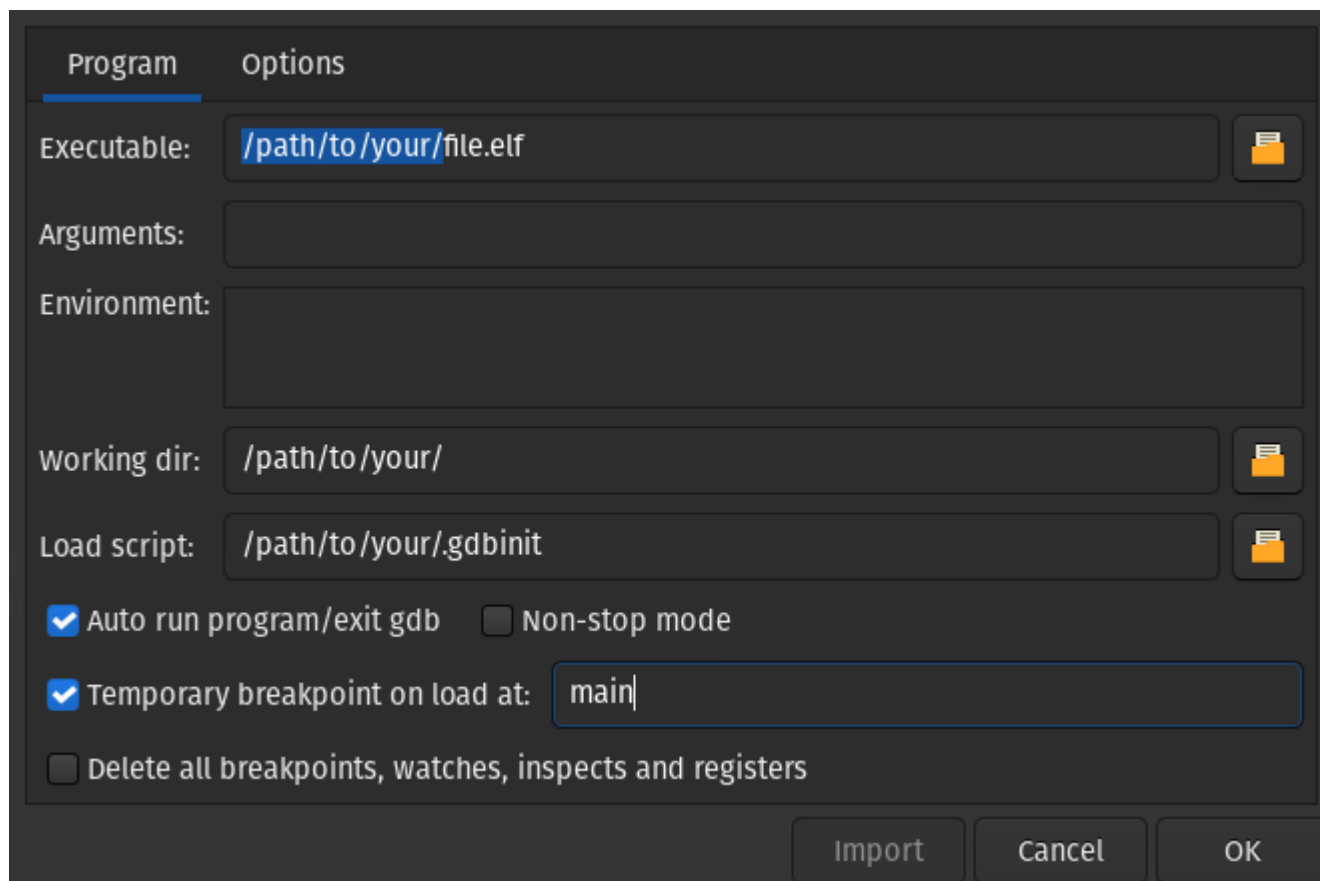 Program Options
Executable: /path/to/your/file.elf
Arguments:
Environment:
Working dir: /path/to/your/
Load script: /path/to/your/.gdbinit
Auto run program/exit gdb Non-stop mode
Temporary breakpoint on load at: main
Delete all breakpoints, watches, inspects and registers
Import Cancel OK